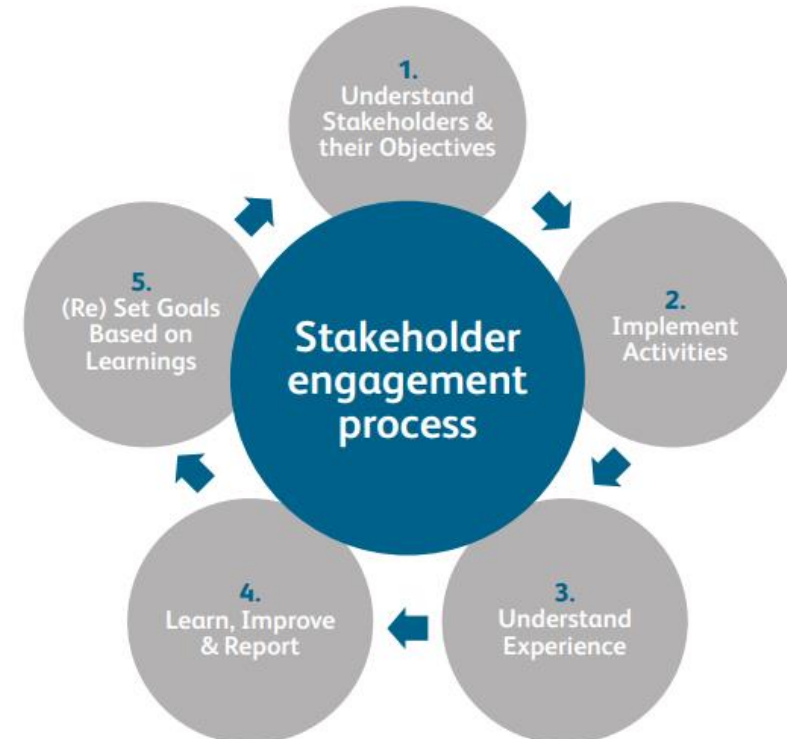 1.
Understand
Stakeholders &
their Objectives
2.
Implement
Activities
3.
Understand
Experience
4.
Learn, Improve
& Report
5.
(Re) Set Goals
Based on
Learnings
Stakeholder
engagement
process